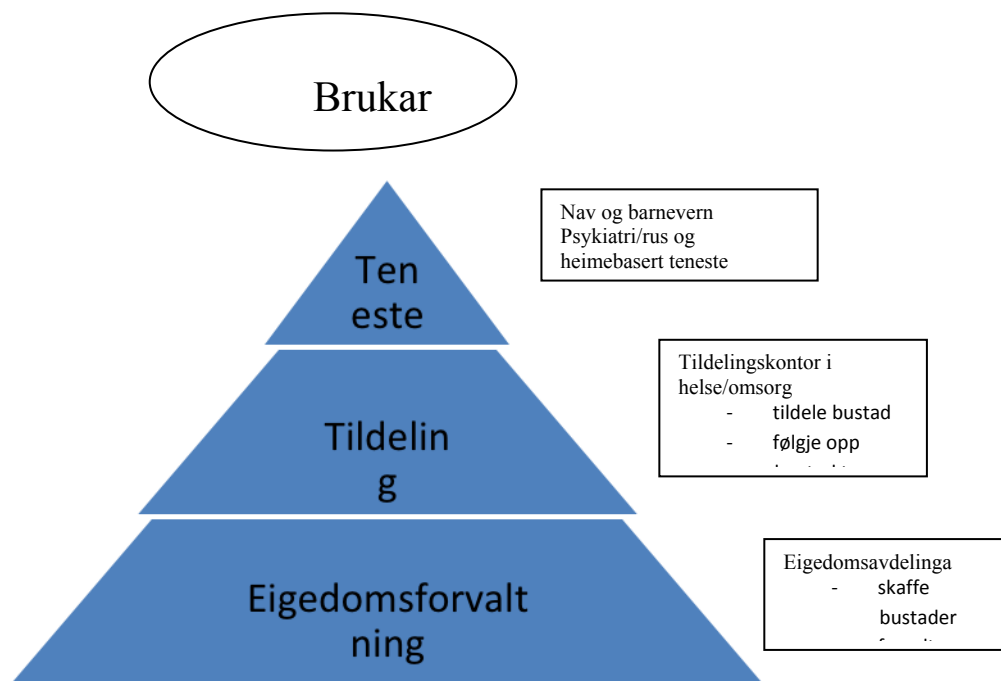 Brukar
Ten
este
Nav og barnevern
Psykiatri/rus og
heimebasert teneste
Tildelin
g
Tildelingskontor i
helse/omsorg
- tildele bustad
- følgje opp
Eigedomsforvalt
ning
Eigedomsavdelinga
- skaffe
bustader